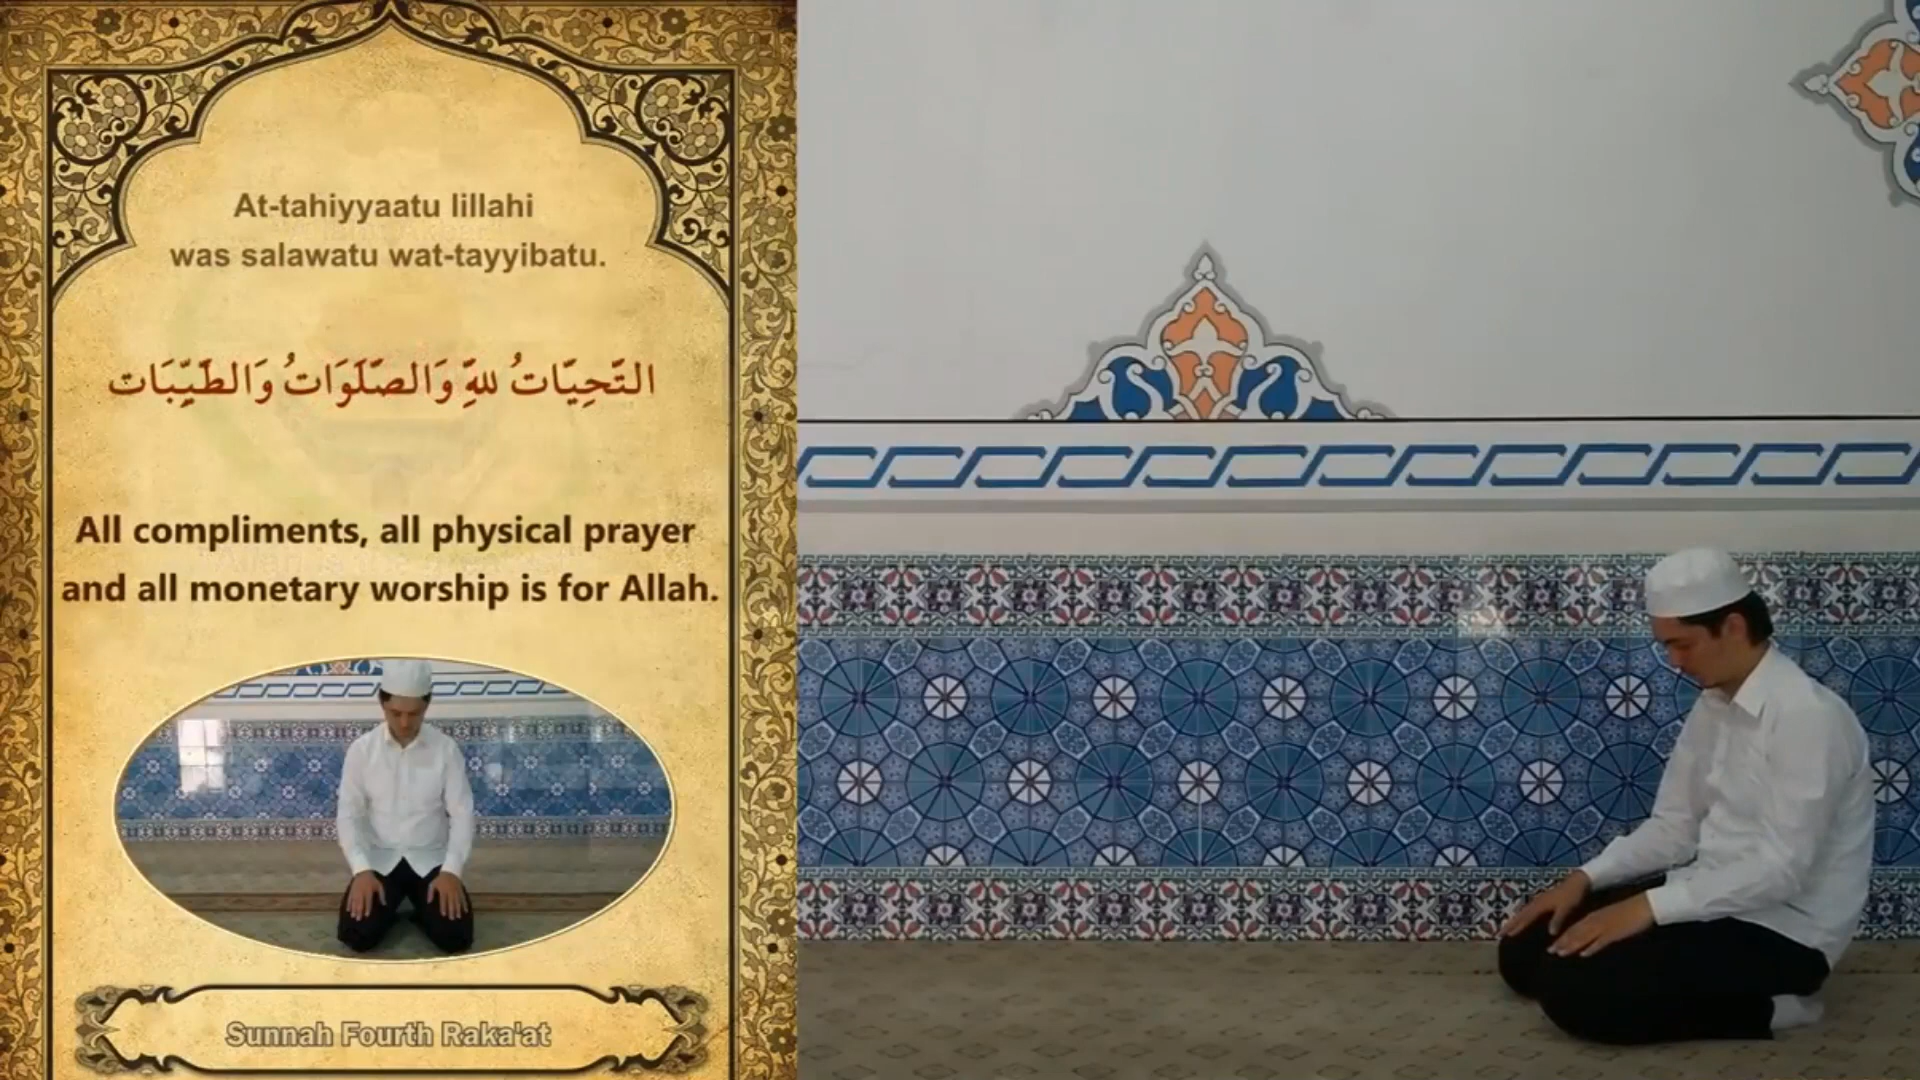 At-tahiyyaatu lillahi
was salawatu wat-tayyibatu.
التَّحِيَّاتُ للهِ وَالصَّلَوَاتُ وَالطَّيِّبَاتُ
All compliments, all physical prayer
and all monetary worship is for Allah.
Sunnah Fourth Raka'at